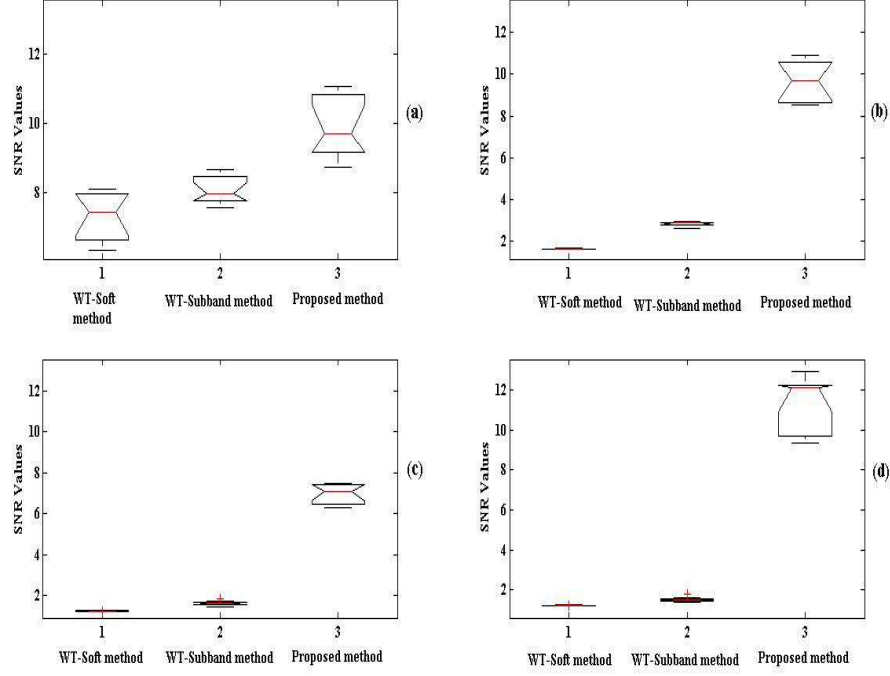 12
10
8
SNR Values
1
2
3
WT-Soft method
WT-Subband method
Proposed method
(a)
12
10
8
6
4
2
SNR Values
1
2
3
WT-Soft method
WT-Subband method
Proposed method
(b)
12
10
8
6
4
2
SNR Values
1
2
3
WT-Soft method
WT-Subband method
Proposed method
(c)
12
10
8
6
4
2
SNR Values
1
2
3
WT-Soft method
WT-Subband method
Proposed method
(d)